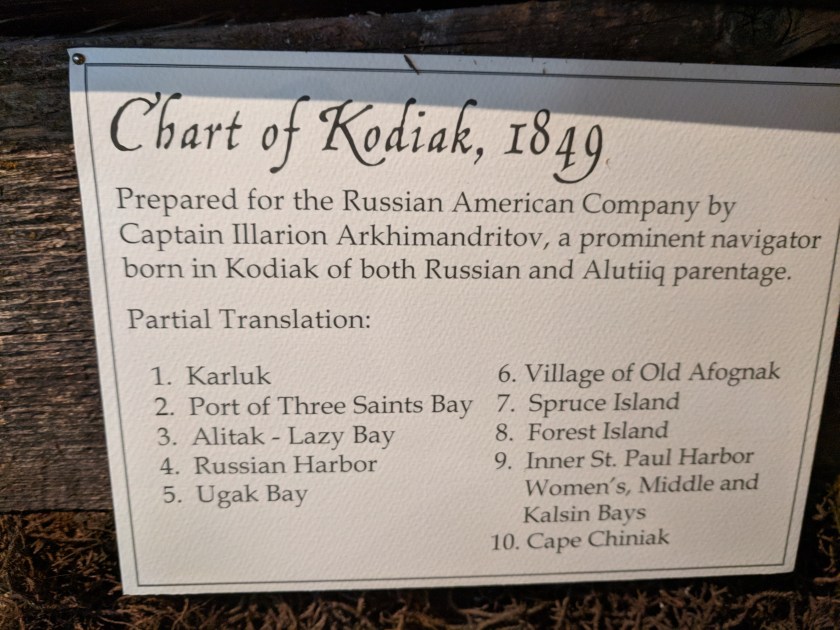 Chart of Kodiak, 1849
Prepared for the Russian American Company by
Captain Illarion Arkhimandritov, a prominent navigator
born in Kodiak of both Russian and Alutiiq parentage.
Partial Translation:
1. Karluk
2. Port of Three Saints Bay
3. Alitak - Lazy Bay
4. Russian Harbor
5. Ugak Bay
6. Village of Old Afognak
7. Spruce Island
8. Forest Island
9. Inner St. Paul Harbor
Women's, Middle and
Kalsin Bays
10. Cape Chiniak